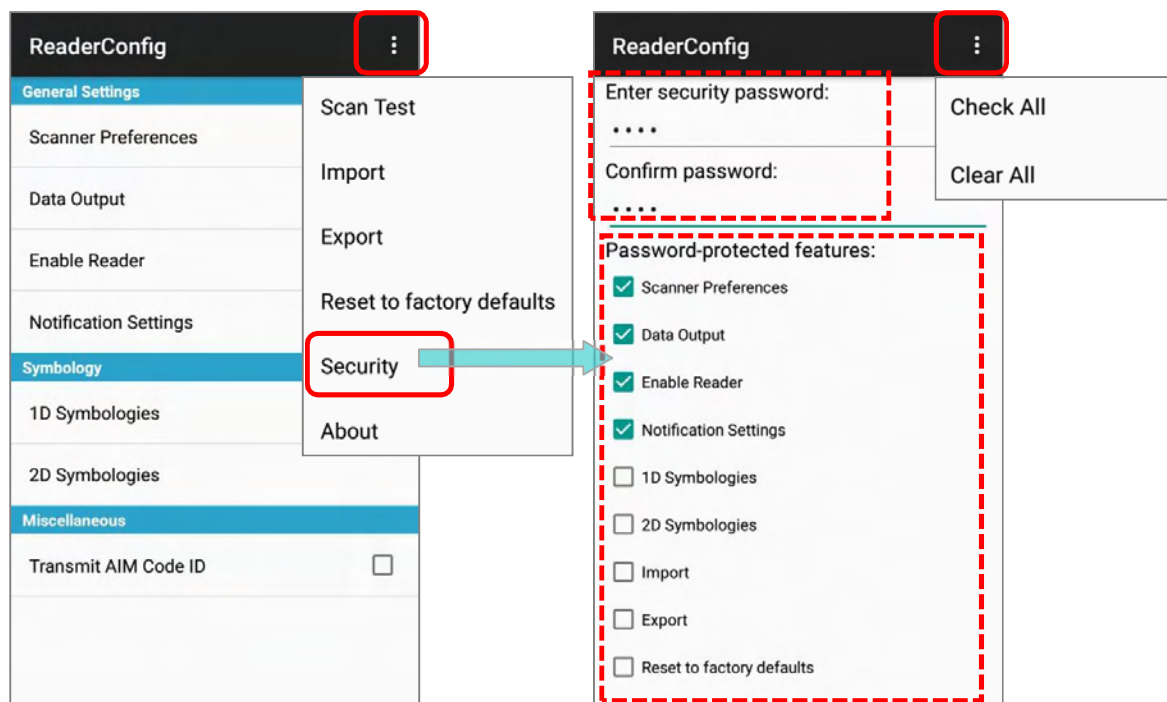 ReaderConfig
General Settings
Scanner Preferences
Data Output
Enable Reader
Notification Settings
Symbology
1D Symbologies
2D Symbologies
Miscellaneous
Transmit AIM Code ID
Scan Test
Import
Export
Reset to factory defaults
Security
About
ReaderConfig
Enter security password:
....
Confirm password:
....
Password-protected features:
Scanner Preferences
Data Output
Enable Reader
Notification Settings
1D Symbologies
2D Symbologies
Import
Export
Reset to factory defaults
Check All
Clear All